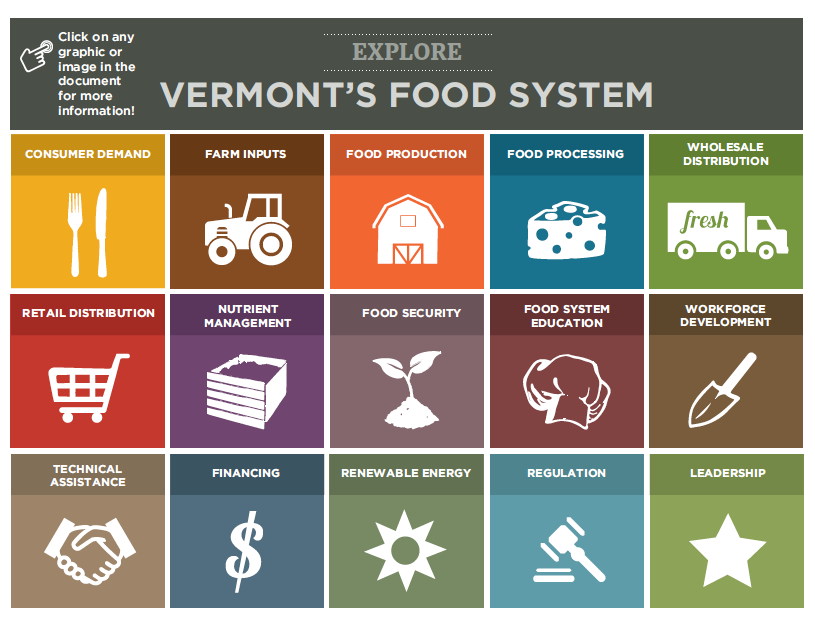 Click on any
graphic or
image in the
document
for more
information!
EXPLORE
VERMONT'S FOOD SYSTEM
CONSUMER DEMAND
FARM INPUTS
FOOD PRODUCTION
FOOD PROCESSING
WHOLESALE
DISTRIBUTION
fresh
RETAIL DISTRIBUTION
NUTRIENT
MANAGEMENT
FOOD SECURITY
FOOD SYSTEM
EDUCATION
WORKFORCE
DEVELOPMENT
TECHNICAL
ASSISTANCE
FINANCING
$
RENEWABLE ENERGY
REGULATION
LEADERSHIP